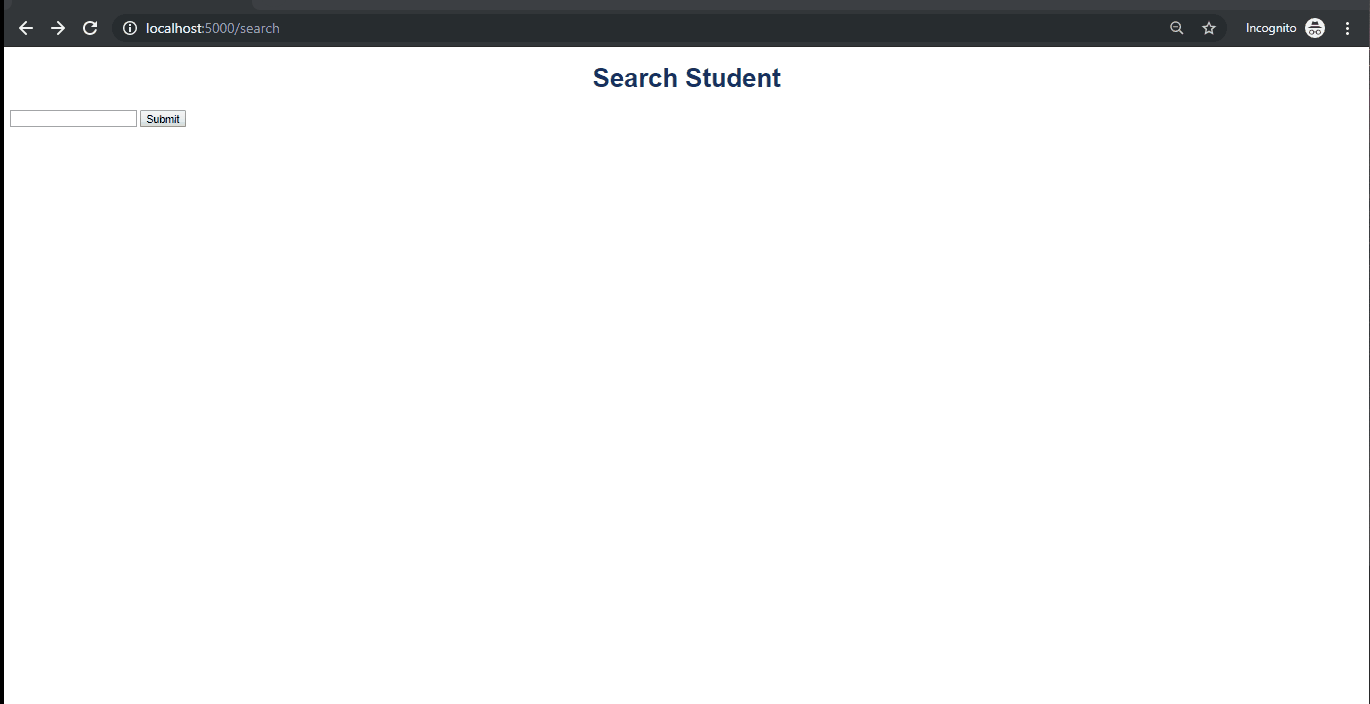 localhost:5000/search
Incognito
Search Student
Submit